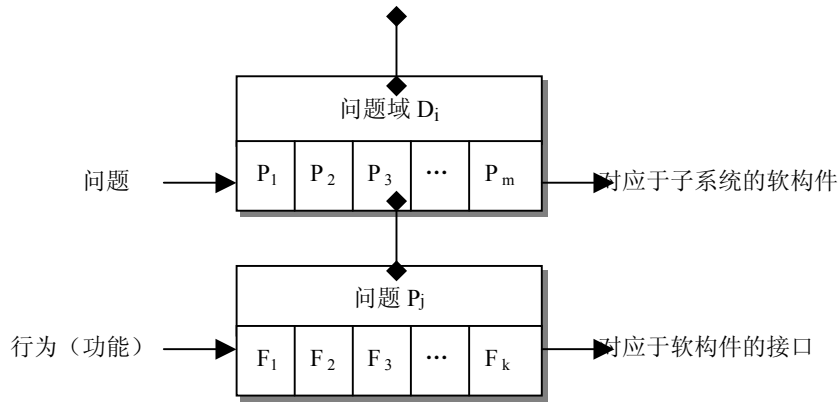 问题域 Di
问题 P1 P2 P3 ··· Pm 对应于子系统的软构件
问题 Pj
行为（功能） F1 F2 F3 ··· Fk 对应于软构件的接口